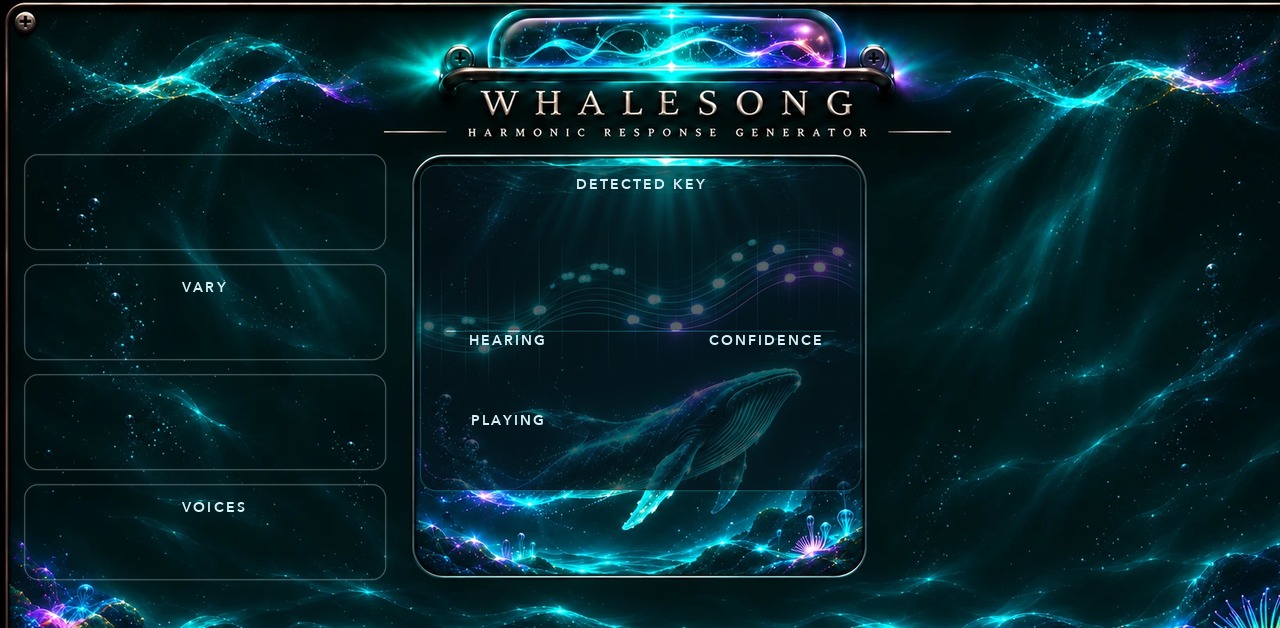 WHALESONG
HARMONIC RESPONSE GENERATOR
DETECTED KEY
VARY
HEARING
CONFIDENCE
PLAYING
VOICES